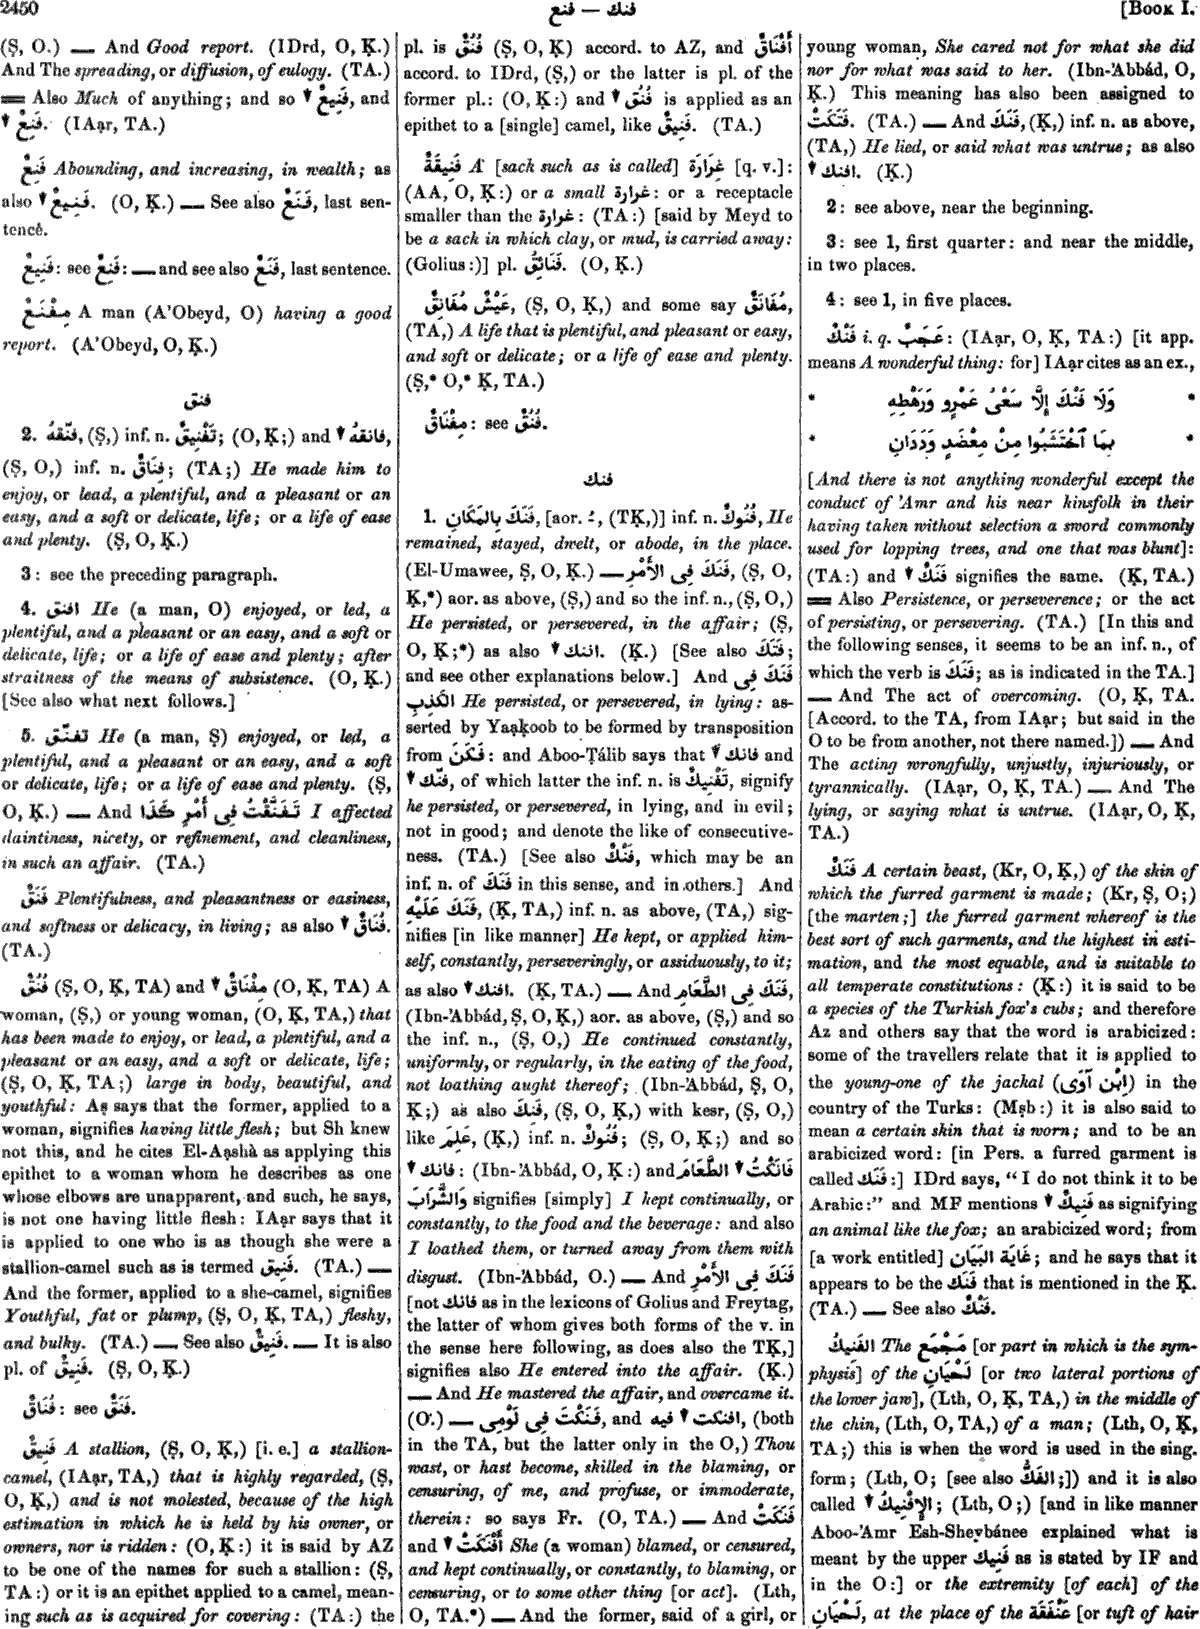 2450
فنك — فنع
[Book I.
(Ṣ, O.) — And Good report. (IDrd, O, Ḳ.)
And The spreading, or diffusion, of eulogy. (TA.)
═ Also Much of anything; and so ▼ فَنِيعٌ, and
▼ فَنِعٌ. (IAạr, TA.)
فَنِعٌ Abounding, and increasing, in wealth; as
also ▼ فَنِيعٌ. (O, Ḳ.) — See also فَنَعٌ, last sen-
tence.
فَنِيعٌ: see فَنِعٌ: — and see also فَنَعٌ, last sentence.
مِفْنَعٌ A man (A'Obeyd, O) having a good
report. (A'Obeyd, O, Ḳ.)
فنق
2. فنّقهُ, (Ṣ,) inf. n. تَفْنِيقٌ; (O, Ḳ;) and ▼ فانقهُ,
(Ṣ, O,) inf. n. فِنَاقٌ; (TA;) He made him to
enjoy, or lead, a plentiful, and a pleasant or an
easy, and a soft or delicate, life; or a life of ease
and plenty. (Ṣ, O, Ḳ.)
3: see the preceding paragraph.
4. افنق He (a man, O) enjoyed, or led, a
plentiful, and a pleasant or an easy, and a soft or
delicate, life; or a life of ease and plenty; after
straitness of the means of subsistence. (O, Ḳ.)
[See also what next follows.]
5. تفنّق He (a man, Ṣ) enjoyed, or led, a
plentiful, and a pleasant or an easy, and a soft
or delicate, life; or a life of ease and plenty. (Ṣ,
O, Ḳ.) — And تَفَنَّقْتُ فِى أَمْرِ كَذَا I affected
daintiness, nicety, or refinement, and cleanliness,
in such an affair. (TA.)
فَنَقٌ Plentifulness, and pleasantness or easiness,
and softness or delicacy, in living; as also ▼ فُنَاقٌ.
(TA.)
فُنُقٌ (Ṣ, O, Ḳ, TA) and ▼ مِفْنَاقٌ (O, Ḳ, TA) A
woman, (Ṣ,) or young woman, (O, Ḳ, TA,) that
has been made to enjoy, or lead, a plentiful, and a
pleasant or an easy, and a soft or delicate, life;
(Ṣ, O, Ḳ, TA;) large in body, beautiful, and
youthful: Aṣ says that the former, applied to a
woman, signifies having little flesh; but Sh knew
not this, and he cites El-Aạshà as applying this
epithet to a woman whom he describes as one
whose elbows are unapparent, and such, he says,
is not one having little flesh: IAạr says that it
is applied to one who is as though she were a
stallion-camel such as is termed فَنِيق. (TA.) —
And the former, applied to a she-camel, signifies
Youthful, fat or plump, (Ṣ, O, Ḳ, TA,) fleshy,
and bulky. (TA.) — See also فَنِيقٌ. — It is also
pl. of فَنِيقٌ. (Ṣ, O, Ḳ.)
فُنَاقٌ: see فَنَقٌ.
فَنِيقٌ A stallion, (Ṣ, O, Ḳ,) [i. e.] a stallion-
camel, (IAạr, TA,) that is highly regarded, (Ṣ,
O, Ḳ,) and is not molested, because of the high
estimation in which he is held by his owner, or
owners, nor is ridden: (O, Ḳ:) it is said by AZ
to be one of the names for such a stallion: (Ṣ,
TA:) or it is an epithet applied to a camel, mean-
ing such as is acquired for covering: (TA:) the
pl. is فُنُقٌ (Ṣ, O, Ḳ) accord. to AZ, and أَفْنَاقٌ
accord. to IDrd, (Ṣ,) or the latter is pl. of the
former pl.: (O, Ḳ:) and ▼ فُنُق is applied as an
epithet to a [single] camel, like فَنِيقٌ. (TA.)
فَنِيقَةٌ A [sack such as is called] غِرَارَة [q. v.]:
(AA, O, Ḳ:) or a small غرارة: or a receptacle
smaller than the غرارة: (TA:) [said by Meyd to
be a sack in which clay, or mud, is carried away:
(Golius:)] pl. فَنَائِقُ. (O, Ḳ.)
عَيْشٌ مُفَانِقٌ, (Ṣ, O, Ḳ,) and some say مُفَانَقٌ,
(TA,) A life that is plentiful, and pleasant or easy,
and soft or delicate; or a life of ease and plenty.
(Ṣ,* O,* Ḳ, TA.)
مِفْنَاقٌ: see فُنُقٌ.
فنك
1. فَنَكَ بِالمَكَانِ, [aor. ـُ, (TḲ,)] inf. n. فُنُوكٌ, He
remained, stayed, dwelt, or abode, in the place.
(El-Umawee, Ṣ, O, Ḳ.) — فَنَكَ فِى الأَمْرِ, (Ṣ, O,
Ḳ,*) aor. as above, (Ṣ,) and so the inf. n., (Ṣ, O,)
He persisted, or persevered, in the affair; (Ṣ,
O, Ḳ;*) as also ▼ افنك. (Ḳ.) [See also فَتَكَ;
and see other explanations below.] And فَنَكَ فِى
الكَذِبِ He persisted, or persevered, in lying: as-
serted by Yaạḳoob to be formed by transposition
from فَكَنَ: and Aboo-Ṭálib says that ▼ فانك and
▼ فنّك, of which latter the inf. n. is تَفْنِيكٌ, signify
he persisted, or persevered, in lying, and in evil;
not in good; and denote the like of consecutive-
ness. (TA.) [See also فَنْكٌ, which may be an
inf. n. of فَنَكَ in this sense, and in others.] And
فَنَكَ عَلَيْهِ, (Ḳ, TA,) inf. n. as above, (TA,) sig-
nifies [in like manner] He kept, or applied him-
self, constantly, perseveringly, or assiduously, to it;
as also ▼ افنك. (Ḳ, TA.) — And فَنَكَ فِى الطَّعَامِ,
(Ibn-'Abbád, Ṣ, O, Ḳ,) aor. as above, (Ṣ,) and so
the inf. n., (Ṣ, O,) He continued constantly,
uniformly, or regularly, in the eating of the food,
not loathing aught thereof; (Ibn-'Abbád, Ṣ, O,
Ḳ;) as also فَنِكَ, (Ṣ, O, Ḳ,) with kesr, (Ṣ, O,)
like عَلِمَ, (Ḳ,) inf. n. فُنُوكٌ; (Ṣ, O, Ḳ;) and so
▼ فانك: (Ibn-'Abbád, O, Ḳ:) and ▼ فَانَكْتُ الطَّعَامَ
وَالشَّرَابَ signifies [simply] I kept continually, or
constantly, to the food and the beverage: and also
I loathed them, or turned away from them with
disgust. (Ibn-'Abbád, O.) — And فَنَكَ فِى الأَمْرِ
[not فانك as in the lexicons of Golius and Freytag,
the latter of whom gives both forms of the v. in
the sense here following, as does also the TḲ,]
signifies also He entered into the affair. (Ḳ.)
— And He mastered the affair, and overcame it.
(O.) — فَنَكْتَ فِى لَوْمِى, and ▼ افنكت فيه, (both
in the TA, but the latter only in the O,) Thou
wast, or hast become, skilled in the blaming, or
censuring, of me, and profuse, or immoderate,
therein: so says Fr. (O, TA.) — And فَنَكَتْ
and ▼ أَفْنَكَتْ She (a woman) blamed, or censured,
and kept continually, or constantly, to blaming, or
censuring, or to some other thing [or act]. (Lth,
O, TA.*) — And the former, said of a girl, or
young woman, She cared not for what she did
nor for what was said to her. (Ibn-'Abbád, O,
Ḳ.) This meaning has also been assigned to
فَتَكَتْ. (TA.) — And فَنَكَ, (Ḳ,) inf. n. as above,
(TA,) He lied, or said what was untrue; as also
▼ افنك. (Ḳ.)
2: see above, near the beginning.
3: see 1, first quarter: and near the middle,
in two places.
4: see 1, in five places.
فَنْكٌ i. q. عَجَبٌ: (IAạr, O, Ḳ, TA:) [it app.
means A wonderful thing: for] IAạr cites as an ex.,
* وَلَا فَنْكَ إِلَّا سَعْىُ عَمْرٍو وَرَهْطِهِ *
* بِمَا ٱخْتَشَبُوا مِنْ مِعْضَدٍ وَدَدَانِ *
[And there is not anything wonderful except the
conduct of 'Amr and his near kinsfolk in their
having taken without selection a sword commonly
used for lopping trees, and one that was blunt]:
(TA:) and ▼ فَنَكٌ signifies the same. (Ḳ, TA.)
═ Also Persistence, or perseverence; or the act
of persisting, or persevering. (TA.) [In this and
the following senses, it seems to be an inf. n., of
which the verb is فَنَكَ; as is indicated in the TA.]
— And The act of overcoming. (O, Ḳ, TA.
[Accord. to the TA, from IAạr; but said in the
O to be from another, not there named.]) — And
The acting wrongfully, unjustly, injuriously, or
tyrannically. (IAạr, O, Ḳ, TA.) — And The
lying, or saying what is untrue. (IAạr, O, Ḳ,
TA.)
فَنَكٌ A certain beast, (Kr, O, Ḳ,) of the skin of
which the furred garment is made; (Kr, Ṣ, O;)
[the marten;] the furred garment whereof is the
best sort of such garments, and the highest in esti-
mation, and the most equable, and is suitable to
all temperate constitutions: (Ḳ:) it is said to be
a species of the Turkish fox's cubs; and therefore
Az and others say that the word is arabicized:
some of the travellers relate that it is applied to
the young-one of the jackal (اِبْن آوَى) in the
country of the Turks: (Mṣb:) it is also said to
mean a certain skin that is worn; and to be an
arabicized word: [in Pers. a furred garment is
called فَنَك:] IDrd says, "I do not think it to be
Arabic:" and MF mentions ▼ فَنِيكٌ as signifying
an animal like the fox; an arabicized word; from
[a work entitled] غَايَة البَيَان; and he says that it
appears to be the فَنَك that is mentioned in the Ḳ.
(TA.) — See also فَنْكٌ.
الفَنِيكُ The مَجْمَع [or part in which is the sym-
physis] of the لَحْيَانِ [or two lateral portions of
the lower jaw], (Lth, O, Ḳ, TA,) in the middle of
the chin, (Lth, O, TA,) of a man; (Lth, O, Ḳ,
TA;) this is when the word is used in the sing.
form; (Lth, O; [see also الفَكُّ;]) and it is also
called ▼ الإِفْنِيكُ; (Lth, O;) [and in like manner
Aboo-'Amr Esh-Sheybánee explained what is
meant by the upper فَنِيك as is stated by IF and
in the O:] or the extremity [of each] of the
لَحْيَانِ, at the place of the عَنْفَقَة [or tuft of hair